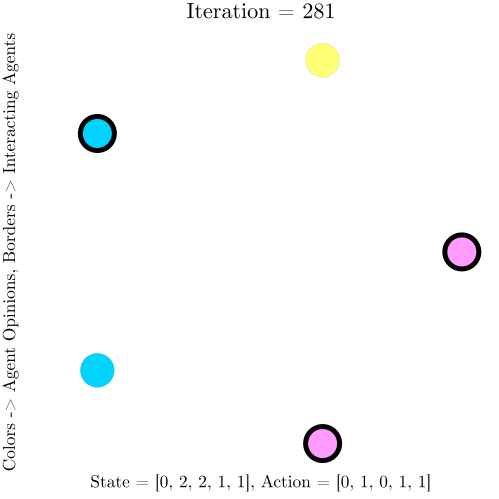 Iteration = 281
Colors -> Agent Opinions, Borders -> Interacting Agents
State = [0, 2, 2, 1, 1], Action = [0, 1, 0, 1, 1]